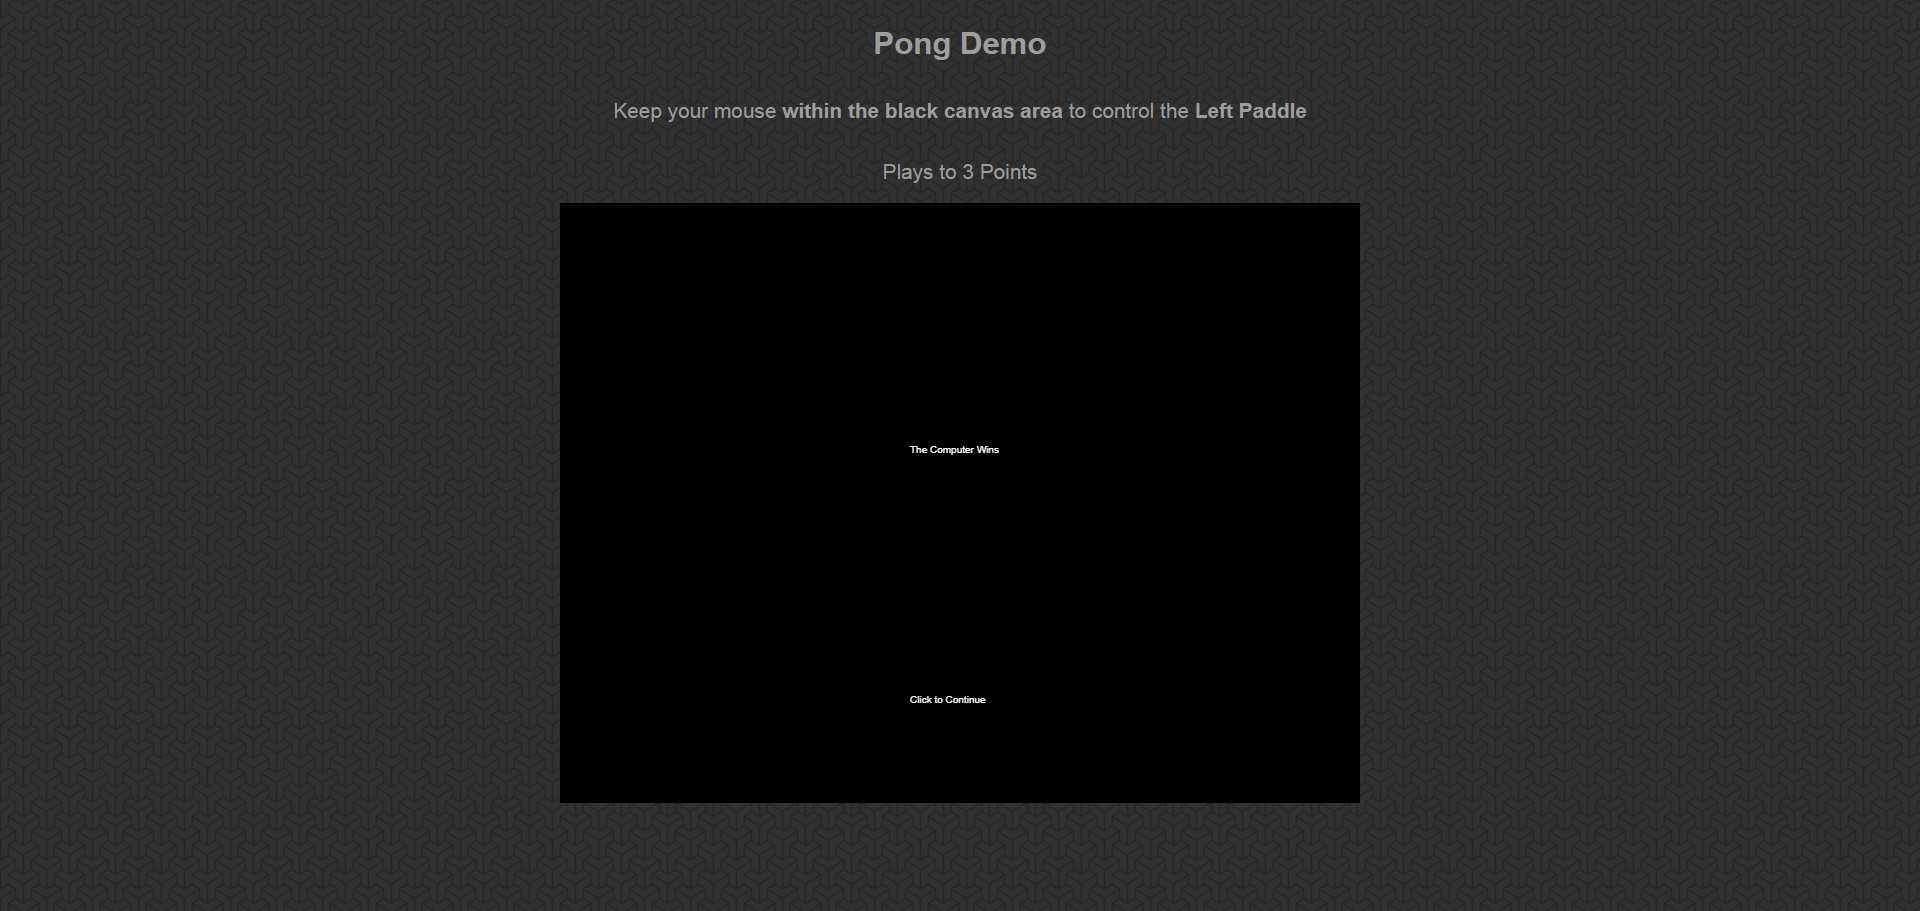 Pong Demo
Keep your mouse within the black canvas area to control the Left Paddle
Plays to 3 Points
The Computer Wins
Click to Continue